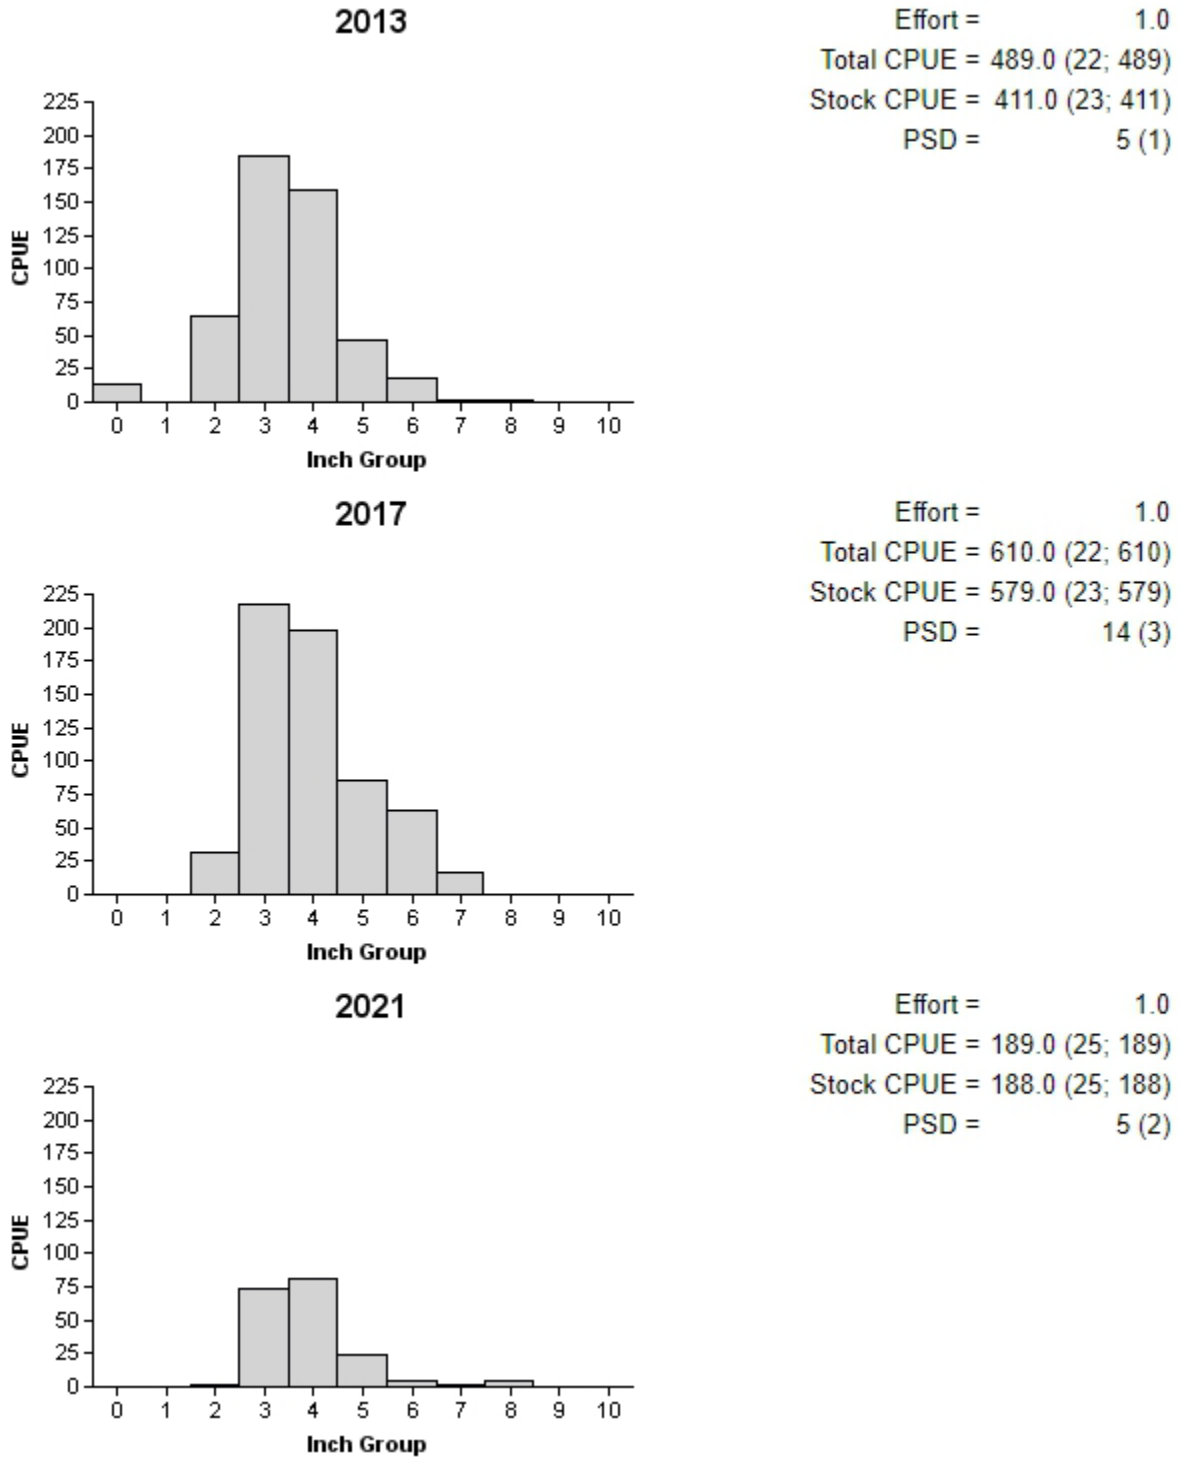 2013
Effort = 1.0
Total CPUE = 489.0 (22; 489)
Stock CPUE = 411.0 (23; 411)
PSD = 5 (1)
225
200
175
150
125
100
75
50
25
0
CPUE
0 1 2 3 4 5 6 7 8 9 10
Inch Group
2017
Effort = 1.0
Total CPUE = 610.0 (22; 610)
Stock CPUE = 579.0 (23; 579)
PSD = 14 (3)
225
200
175
150
125
100
75
50
25
0
CPUE
0 1 2 3 4 5 6 7 8 9 10
Inch Group
2021
Effort = 1.0
Total CPUE = 189.0 (25; 189)
Stock CPUE = 188.0 (25; 188)
PSD = 5 (2)
225
200
175
150
125
100
75
50
25
0
CPUE
0 1 2 3 4 5 6 7 8 9 10
Inch Group